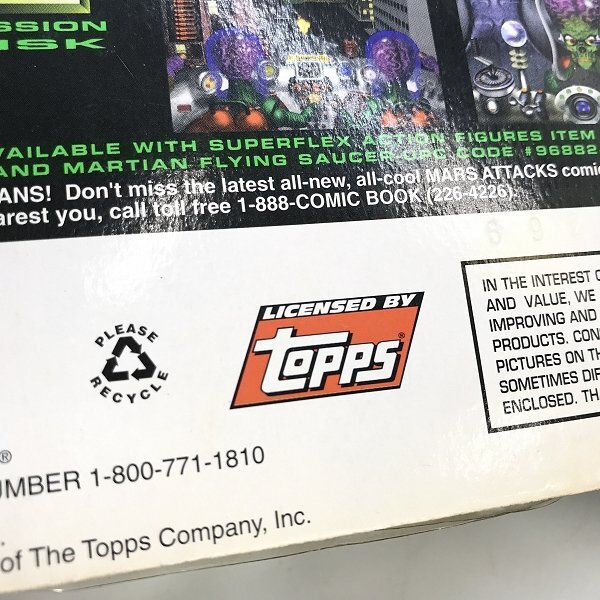 SSION
ISK
AVAILABLE WITH SUPERFLEX ACTION FIGURES ITEM
AND MARTIAN FLYING SAUCER UPC CODE #96882
ANS! Don't miss the latest all-new, all-cool MARS ATTACKS comic
arest you, call toll free 1-888-COMIC BOOK (226-4226).
PLEASE
RECYCLE
LICENSED BY
topps®
IN THE INTEREST O
AND VALUE, WE
IMPROVING AND
PRODUCTS. CON
PICTURES ON TH
SOMETIMES DIF
ENCLOSED. TH
®
UMBER 1-800-771-1810
of The Topps Company, Inc.